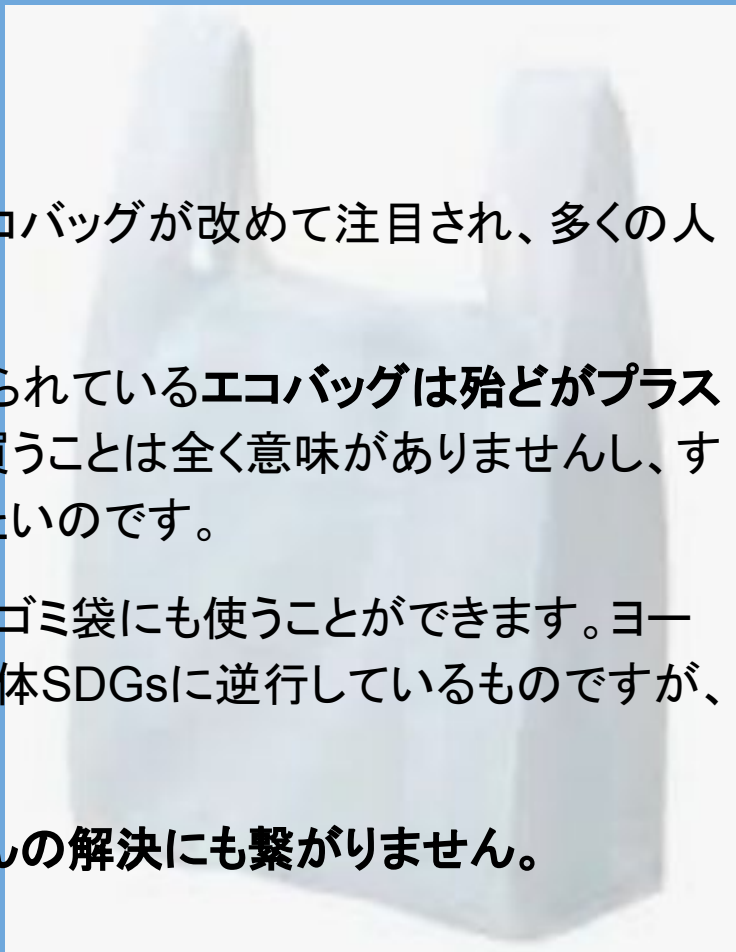 コバッグが改めて注目され、多くの人
られているエコバッグは殆どがプラス
買うことは全く意味がありませんし、す
たいのです。
ゴミ袋にも使うことができます。ヨー
体SDGsに逆行しているものですが、
んの解決にも繋がりません。